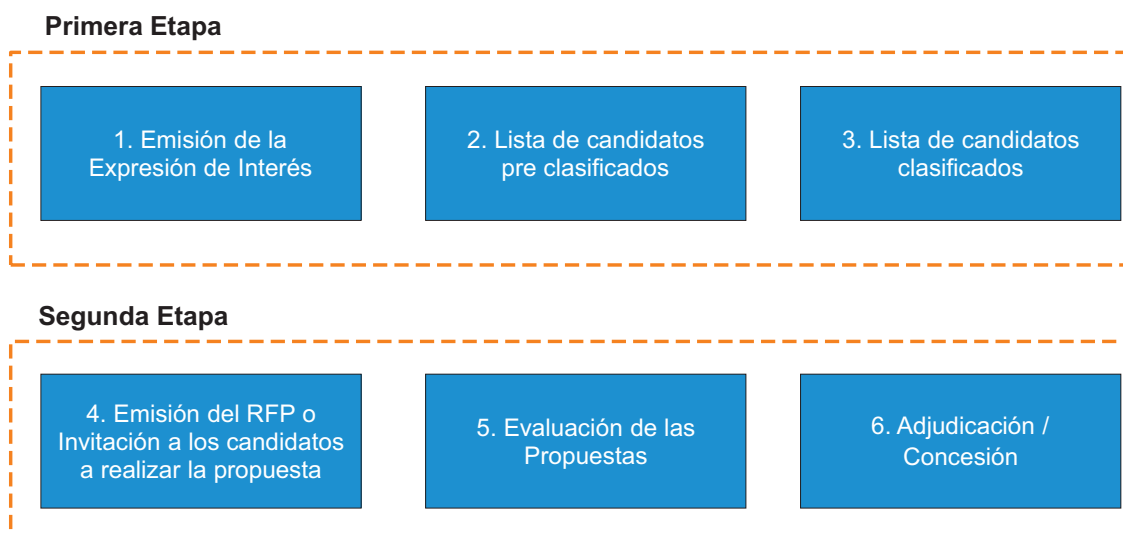 Primera Etapa
1. Emisión de la
Expresión de Interés
2. Lista de candidatos
pre clasificados
3. Lista de candidatos
clasificados
Segunda Etapa
4. Emisión del RFP o
Invitación a los candidatos
a realizar la propuesta
5. Evaluación de las
Propuestas
6. Adjudicación /
Concesión